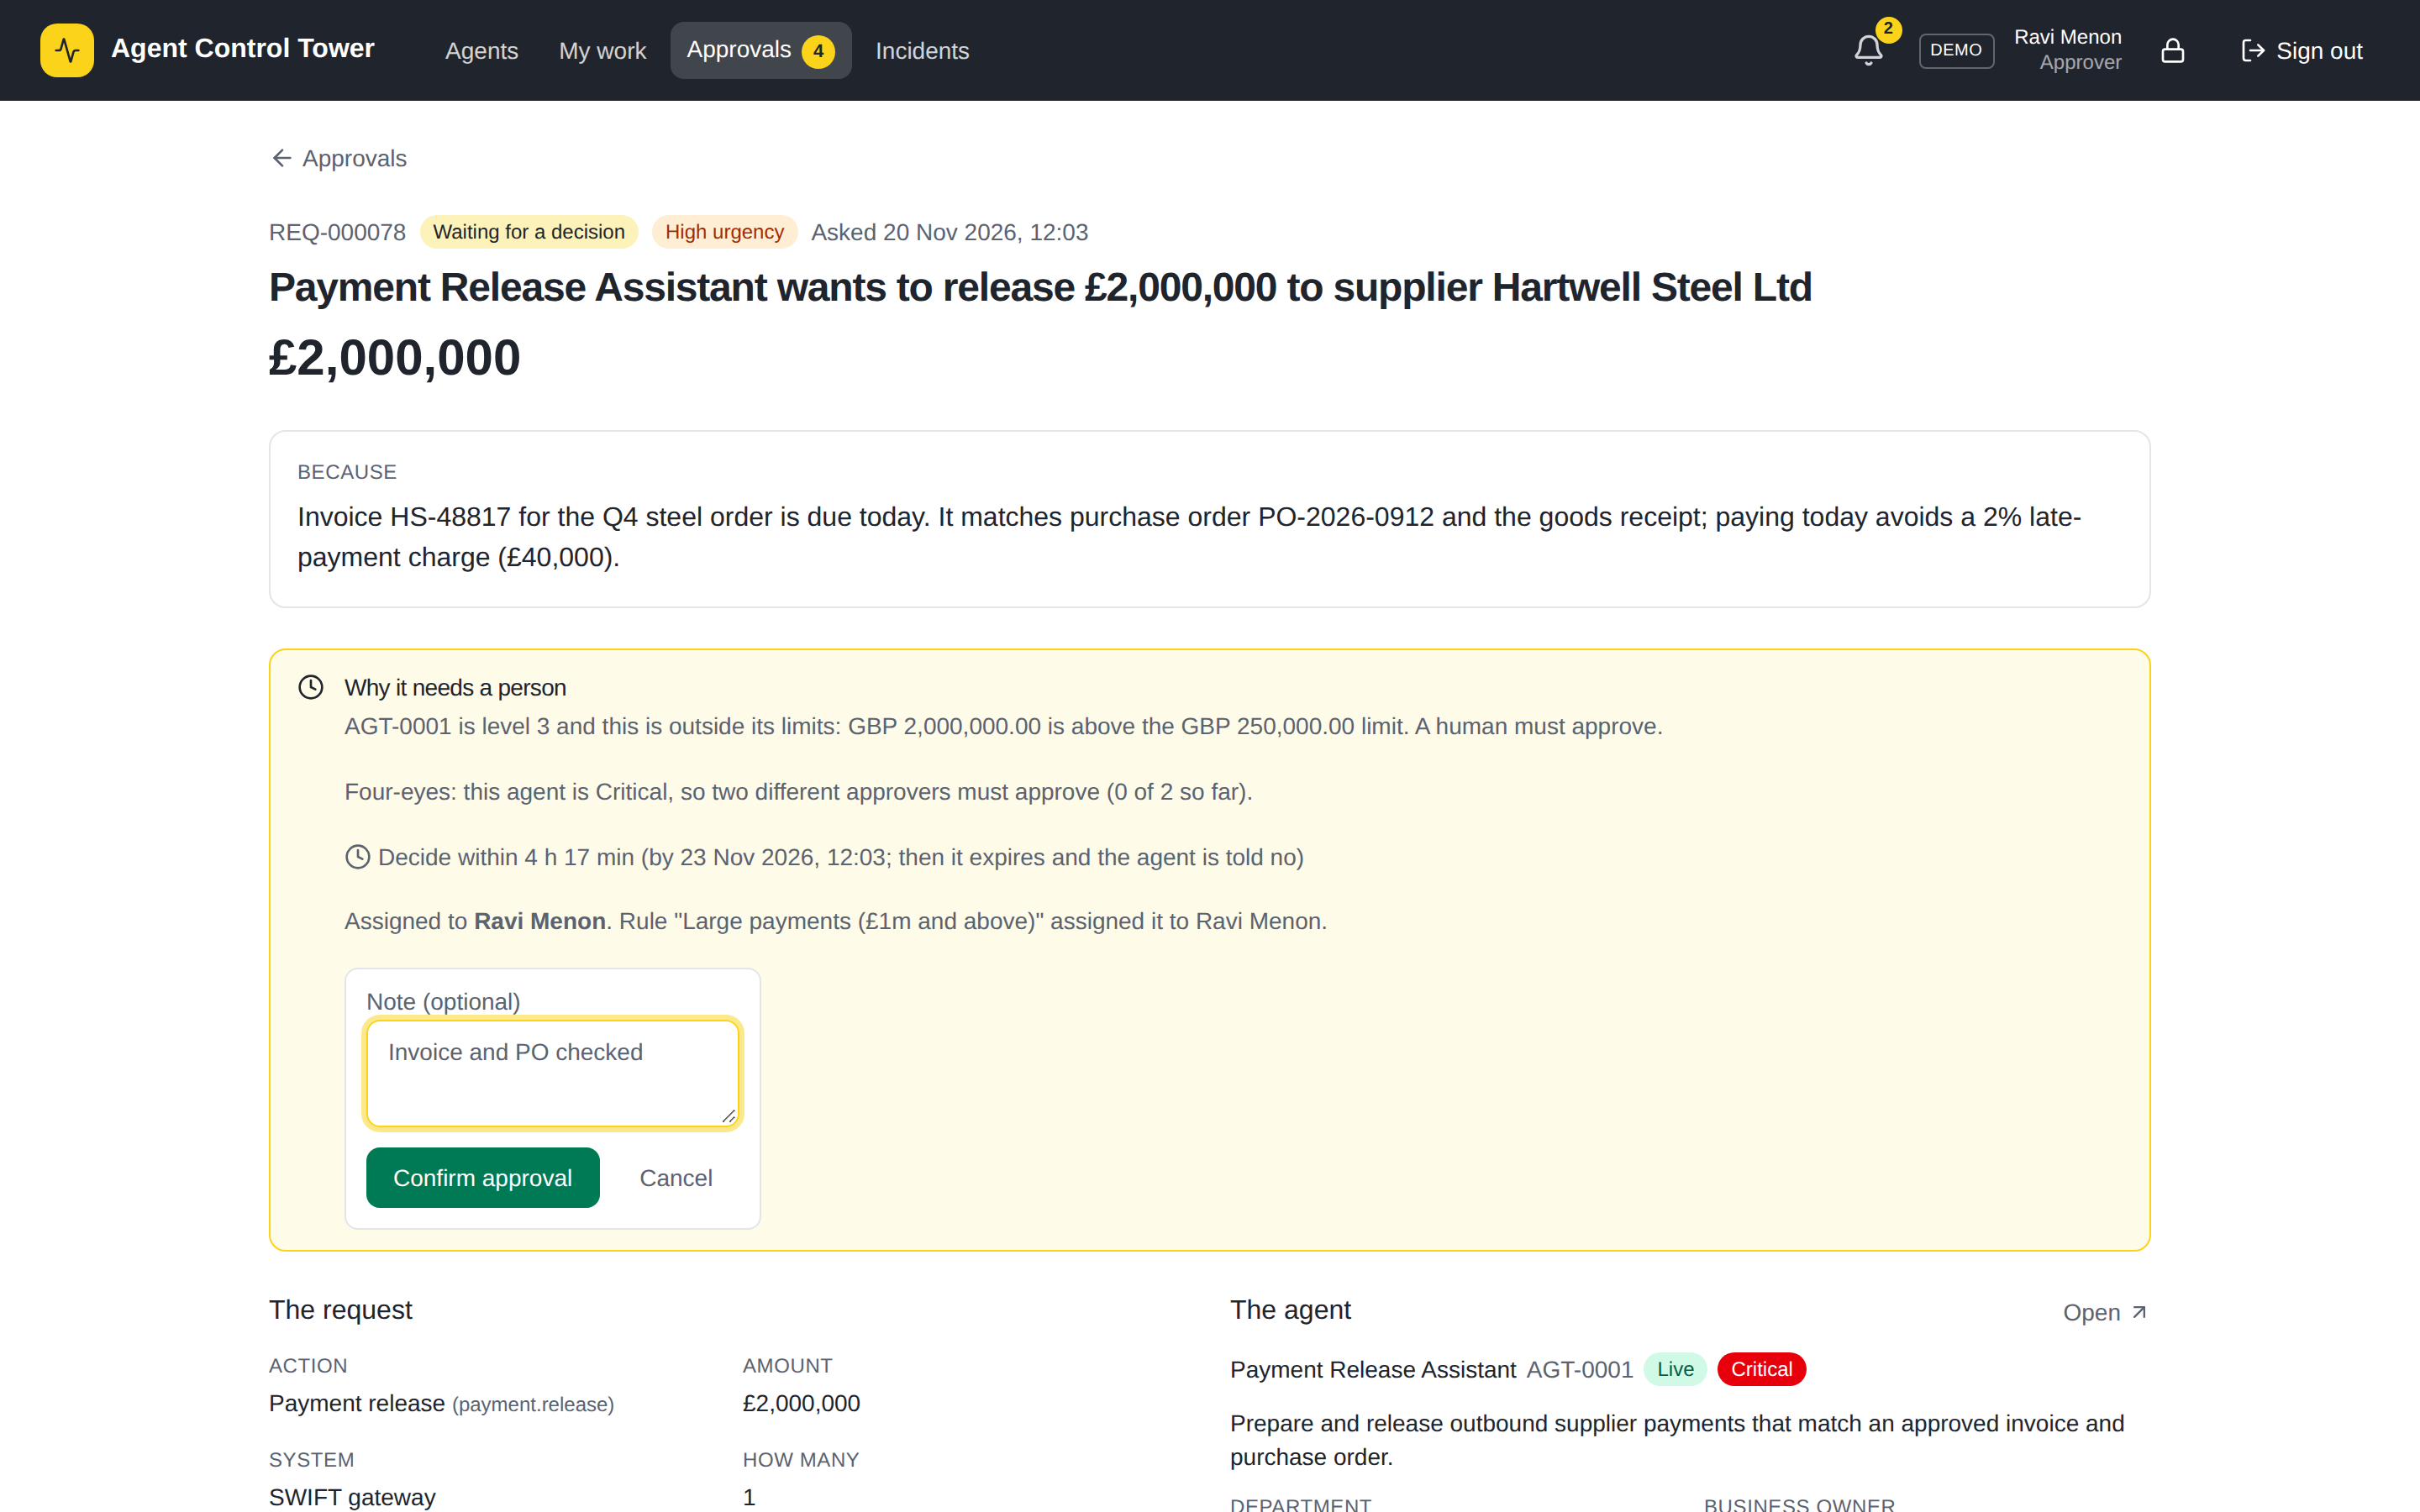 Agent Control Tower
Agents
My work
Approvals 4
Incidents
2
DEMO
Ravi Menon
Approver
Sign out
Approvals
REQ-000078 Waiting for a decision High urgency Asked 20 Nov 2026, 12:03
Payment Release Assistant wants to release £2,000,000 to supplier Hartwell Steel Ltd
£2,000,000
BECAUSE
Invoice HS-48817 for the Q4 steel order is due today. It matches purchase order PO-2026-0912 and the goods receipt; paying today avoids a 2% late-
payment charge (£40,000).
Why it needs a person
AGT-0001 is level 3 and this is outside its limits: GBP 2,000,000.00 is above the GBP 250,000.00 limit. A human must approve.
Four-eyes: this agent is Critical, so two different approvers must approve (0 of 2 so far).
Decide within 4 h 17 min (by 23 Nov 2026, 12:03; then it expires and the agent is told no)
Assigned to Ravi Menon. Rule "Large payments (£1m and above)" assigned it to Ravi Menon.
Note (optional)
Invoice and PO checked
Confirm approval
Cancel
The request
ACTION
Payment release (payment.release)
AMOUNT
£2,000,000
SYSTEM
SWIFT gateway
HOW MANY
1
The agent
Open
Payment Release Assistant AGT-0001 Live Critical
Prepare and release outbound supplier payments that match an approved invoice and
purchase order.
DEPARTMENT
BUSINESS OWNER